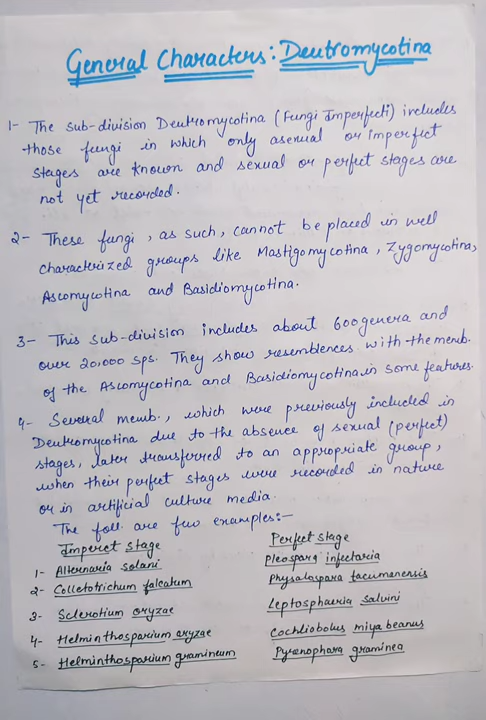 General Characters: Deutromycotina
1- The sub-division Deutromycotina (Fungi Imperfecti) includes
those fungi in which only asexual or imperfect
stages are known and sexual or perfect stages are
not yet recorded.
2- These fungi, as such, cannot be placed in well
characterized groups like Mastigomycotina, Zygomycotina,
Ascomycotina and Basidiomycotina.
3- This sub-division includes about 600 genera and
over 20,000 sps. They show resemblences with the memb.
of the Ascomycotina and Basidiomycotina in some features.
4- Several memb., which were previously included in
Deutromycotina due to the absence of sexual (perfect)
stages, later transferred to an appropriate group,
when their perfect stages were recorded in nature
or in artificial culture media.
The foll. are few examples:-
Imperct stage Perfect stage
1- Alternaria solani Pleospora infectaria
2- Colletotrichum falcatum Physalaspara tacumanensis
3- Sclerotium oryzae Leptosphaeria salvini
4- Helminthosparium oryzae Cochliobolus miyabeanus
5- Helminthosparium gramineum Pyrenophora graminea